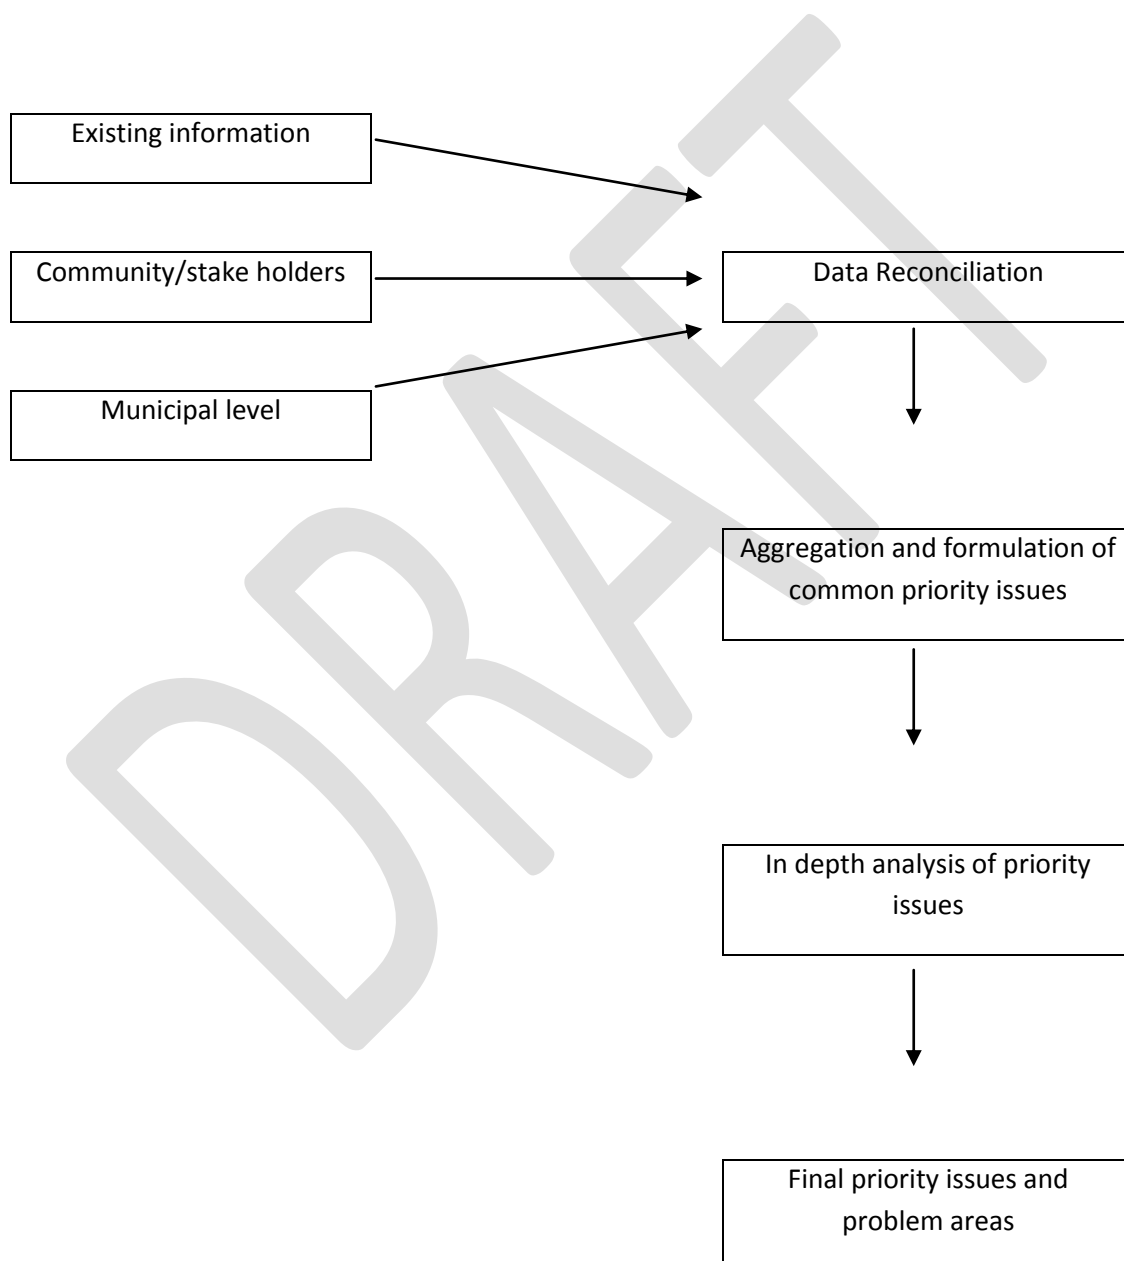 Existing information
Community/stake holders
Data Reconciliation
Municipal level
Aggregation and formulation of
common priority issues
In depth analysis of priority
issues
Final priority issues and
problem areas
DRAFT